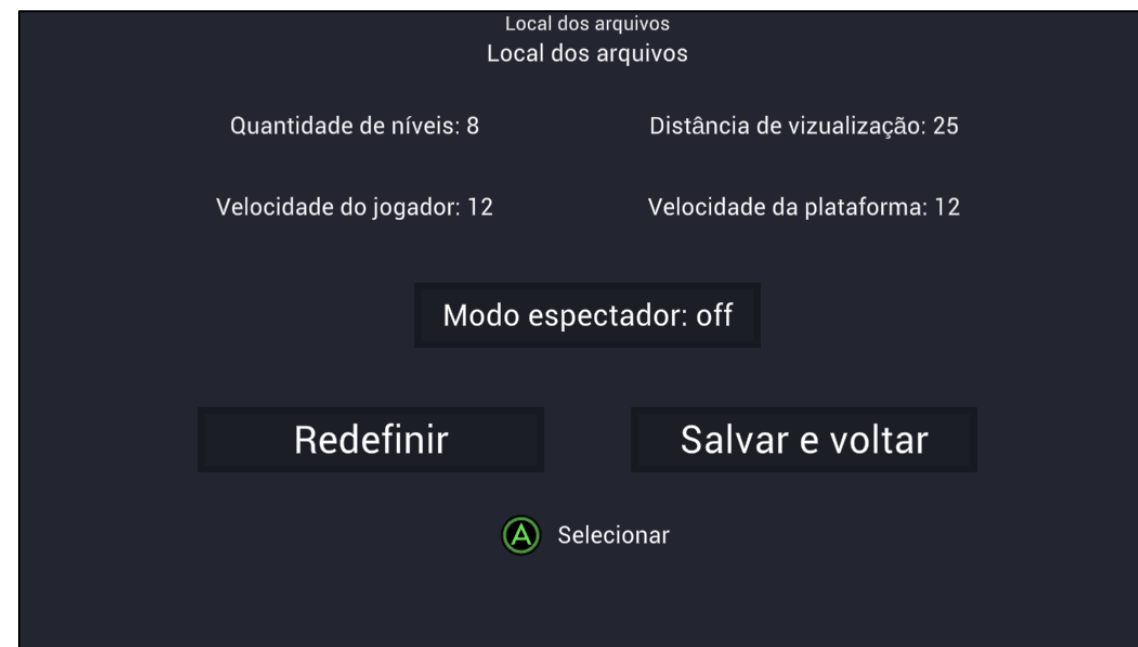 Local dos arquivos
Local dos arquivos
Quantidade de níveis: 8
Distância de vizualização: 25
Velocidade do jogador: 12
Velocidade da plataforma: 12
Modo espectador: off
Redefinir
Salvar e voltar
A Selecionar